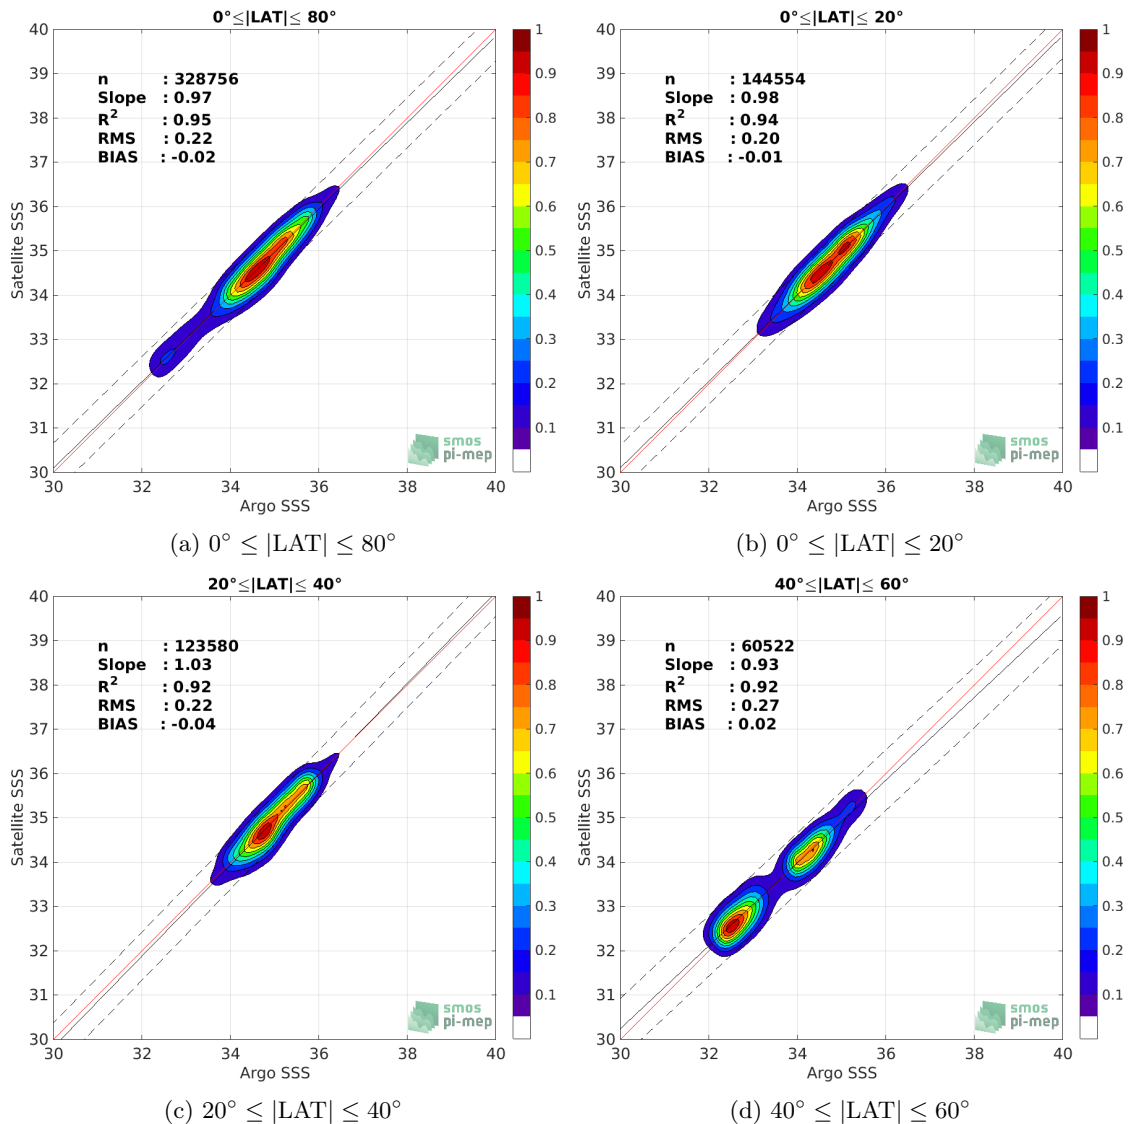 0°≤|LAT|≤ 80°
n : 328756
Slope : 0.97
R² : 0.95
RMS : 0.22
BIAS : -0.02
Satellite SSS
40
39
38
37
36
35
34
33
32
31
30
30 32 34 36 38 40
Argo SSS
1
0.9
0.8
0.7
0.6
0.5
0.4
0.3
0.2
0.1
smos
pi-mep
(a) 0° ≤ |LAT| ≤ 80°
0°≤|LAT|≤ 20°
n : 144554
Slope : 0.98
R² : 0.94
RMS : 0.20
BIAS : -0.01
Satellite SSS
40
39
38
37
36
35
34
33
32
31
30
30 32 34 36 38 40
Argo SSS
1
0.9
0.8
0.7
0.6
0.5
0.4
0.3
0.2
0.1
smos
pi-mep
(b) 0° ≤ |LAT| ≤ 20°
20°≤|LAT|≤ 40°
n : 123580
Slope : 1.03
R² : 0.92
RMS : 0.22
BIAS : -0.04
Satellite SSS
40
39
38
37
36
35
34
33
32
31
30
30 32 34 36 38 40
Argo SSS
1
0.9
0.8
0.7
0.6
0.5
0.4
0.3
0.2
0.1
smos
pi-mep
(c) 20° ≤ |LAT| ≤ 40°
40°≤|LAT|≤ 60°
n : 60522
Slope : 0.93
R² : 0.92
RMS : 0.27
BIAS : 0.02
Satellite SSS
40
39
38
37
36
35
34
33
32
31
30
30 32 34 36 38 40
Argo SSS
1
0.9
0.8
0.7
0.6
0.5
0.4
0.3
0.2
0.1
smos
pi-mep
(d) 40° ≤ |LAT| ≤ 60°